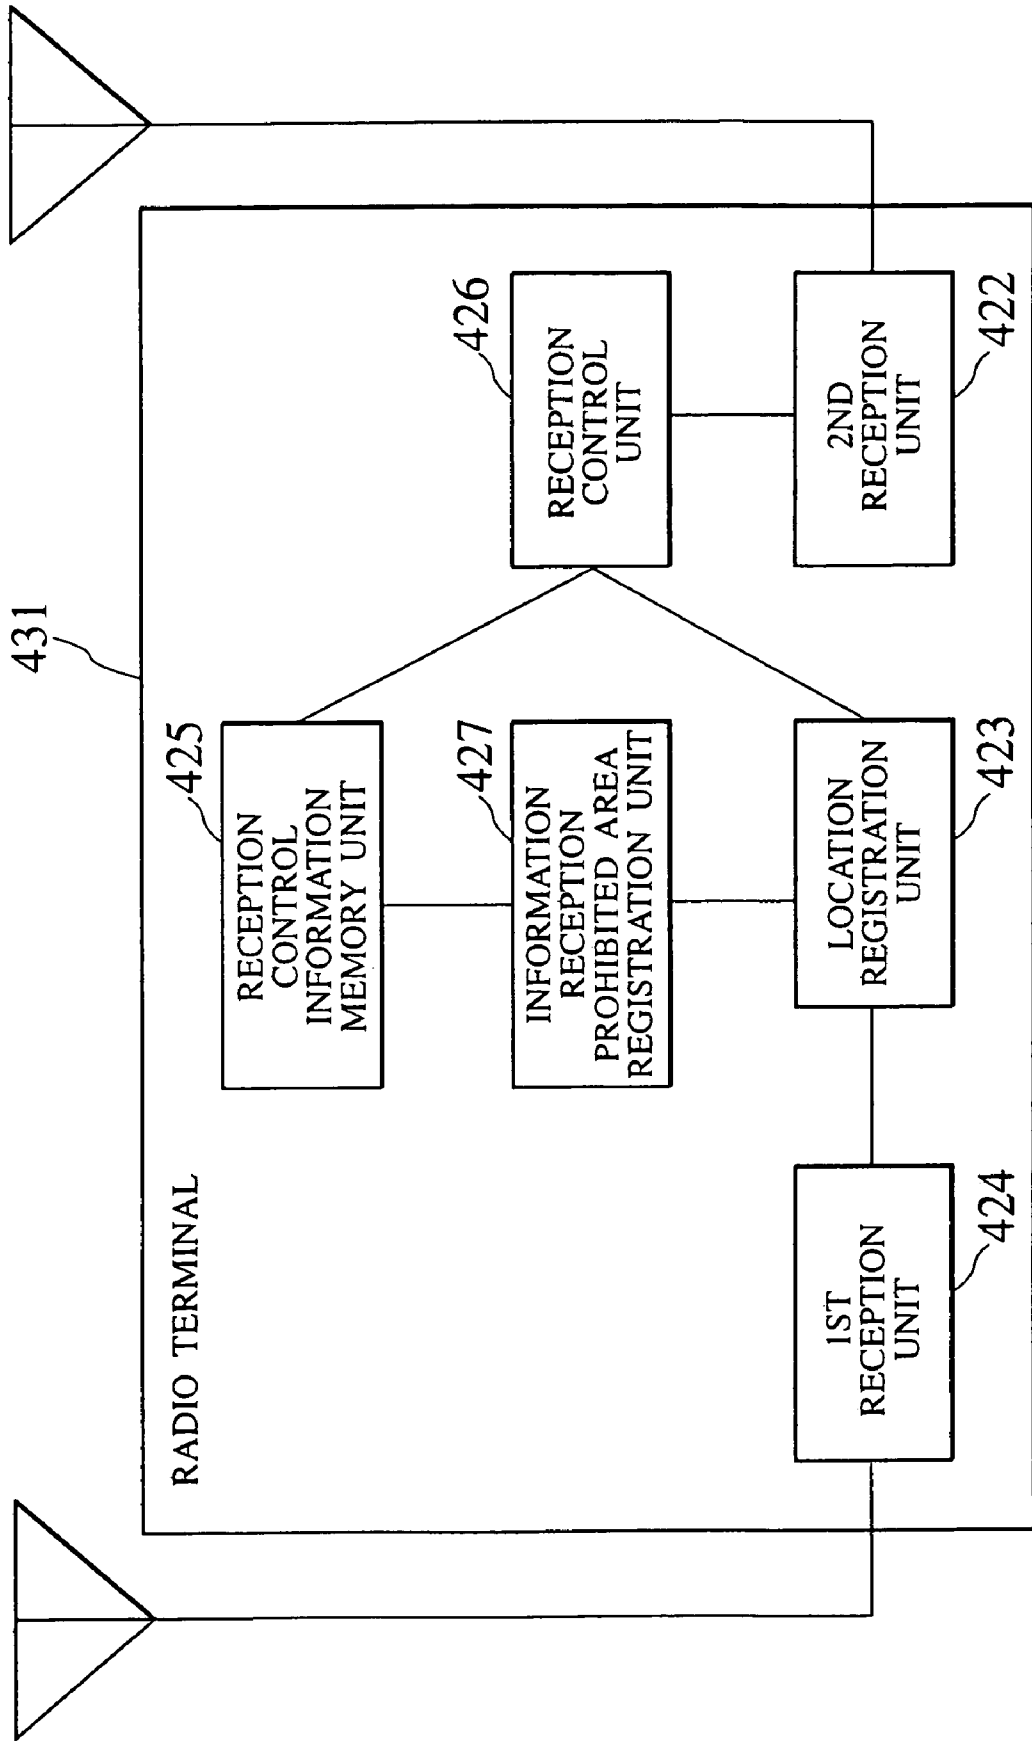 431
RADIO TERMINAL
425
RECEPTION
CONTROL
INFORMATION
MEMORY UNIT
427
INFORMATION
RECEPTION
PROHIBITED AREA
REGISTRATION UNIT
426
RECEPTION
CONTROL
UNIT
1ST
RECEPTION
UNIT
424
LOCATION
REGISTRATION
UNIT
423
2ND
RECEPTION
UNIT
422